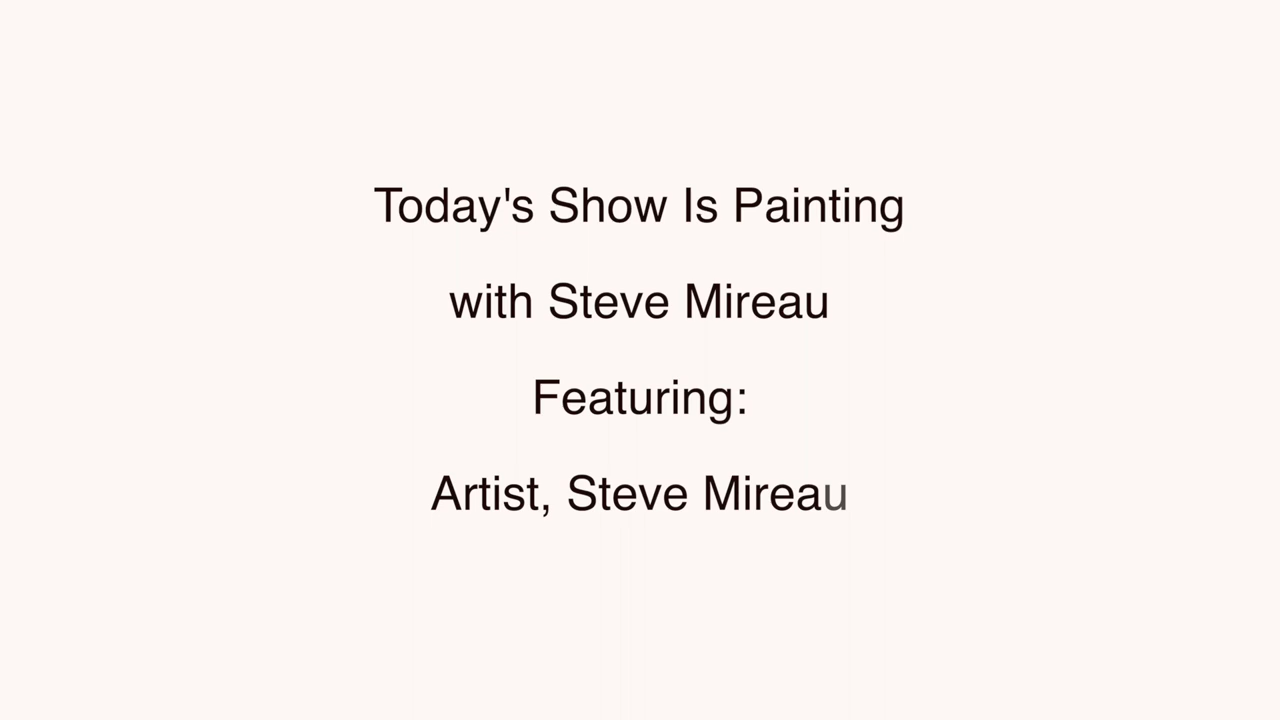 Today's Show Is Painting
with Steve Mireau
Featuring:
Artist, Steve Mireau